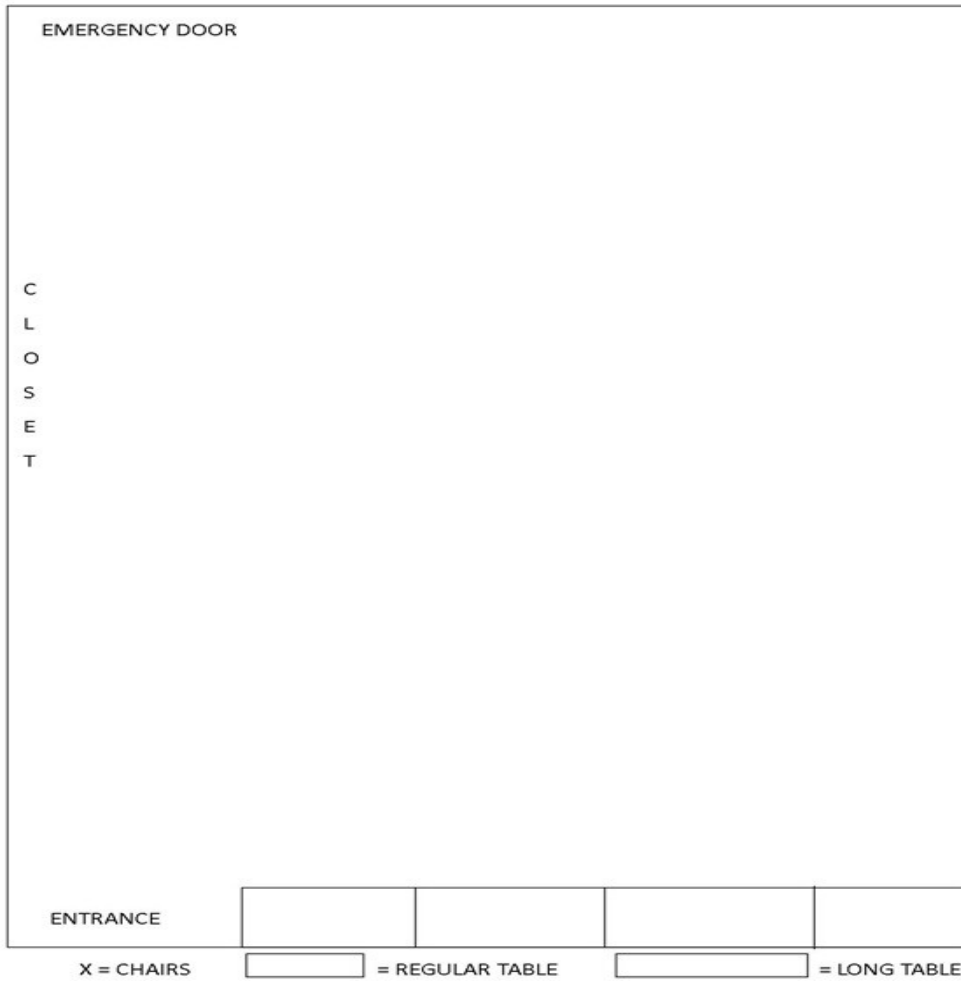 EMERGENCY DOOR
C
L
O
S
E
T
ENTRANCE
X = CHAIRS = REGULAR TABLE = LONG TABLE